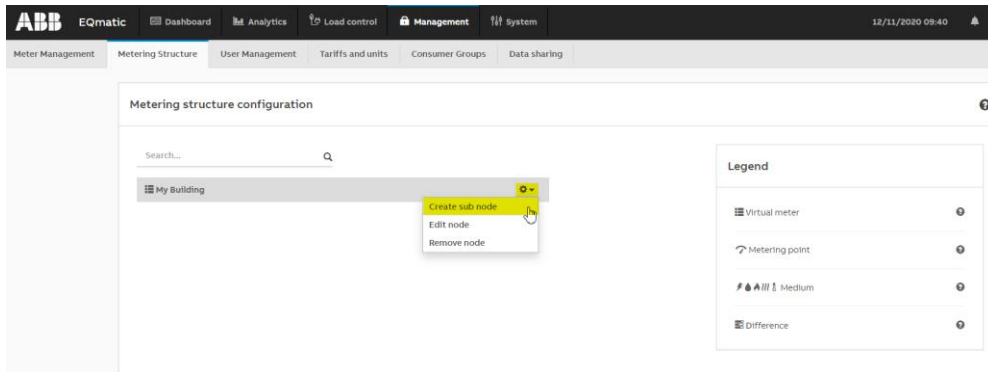 ABB EQmatic Dashboard Analytics Load control Management System 12/11/2020 09:40
Meter Management Metering Structure User Management Tariffs and units Consumer Groups Data sharing
Metering structure configuration
Search...
My Building
Create sub node
Edit node
Remove node
Legend
Virtual meter
Metering point
Medium
Difference